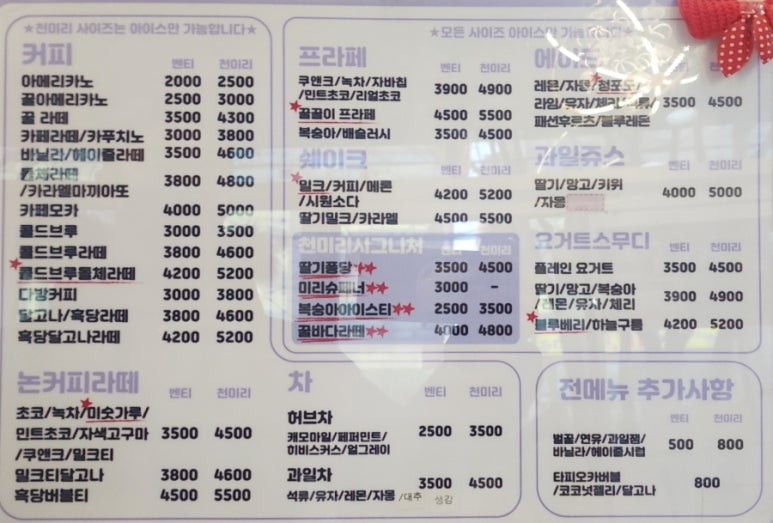 ★천미리 사이즈는 아이스만 가능합니다★
커피
벤티 천미리
아메리카노 2000 2500
꿀아메리카노 2500 3000
꿀 라떼 3500 4300
카페라떼/카푸치노 3000 3800
바닐라/헤이즐라떼 3500 4600
돌체라떼
/카라멜마끼아또 3800 4800
카페모카 4000 5000
콜드브루 3000 3500
콜드브루라떼 3800 4600
★콜드브루돌체라떼 4200 5200
다방커피 3000 3800
달고나/흑당라떼 3800 4600
흑당달고나라떼 4200 5200
★모든 사이즈 아이스만
프라페
벤티 천미리
쿠앤크/녹차/자바칩
/민트초코/리얼초코 3900 4900
★꿀꿀이 프라페 4500 5500
복숭아/배슬러시 3500 4500
쉐이크
★밀크/커피/메론
/시원소다 4200 5200
딸기밀크/카라멜 4500 5500
천미리시그니처
딸기퐁당★★ 3500 4500
미리슈페너★★ 3000 -
복숭아아이스티★★ 2500 3500
꿀바다라떼★★ 4000 4800
벤티 천미리
레몬/자몽/★청포도/
라임/유자/체리/
패션후르츠/블루레몬
3500 4500
과일쥬스
벤티 천미리
딸기/망고/키위
/자몽
4000 5000
요거트스무디
벤티 천미리
플레인 요거트 3500 4500
딸기/망고/복숭아
/레몬/유자/체리 3900 4900
★블루베리/하늘구름 4200 5200
논커피라떼
벤티 천미리
초코/녹차/★미숫가루/
민트초코/자색고구마 3500 4500
/쿠앤크/밀크티
밀크티달고나 3800 4600
흑당버블티 4500 5500
차
벤티 천미리
허브차
캐모마일/페퍼민트/
히비스커스/얼그레이
2500 3500
과일차
석류/유자/레몬/자몽 /대추 생강
3500 4500
전메뉴 추가사항
벤티 천미리
벌꿀/연유/과일잼/
바닐라/헤이즐시럽
500 800
타피오카버블
/코코넛젤리/달고나
800